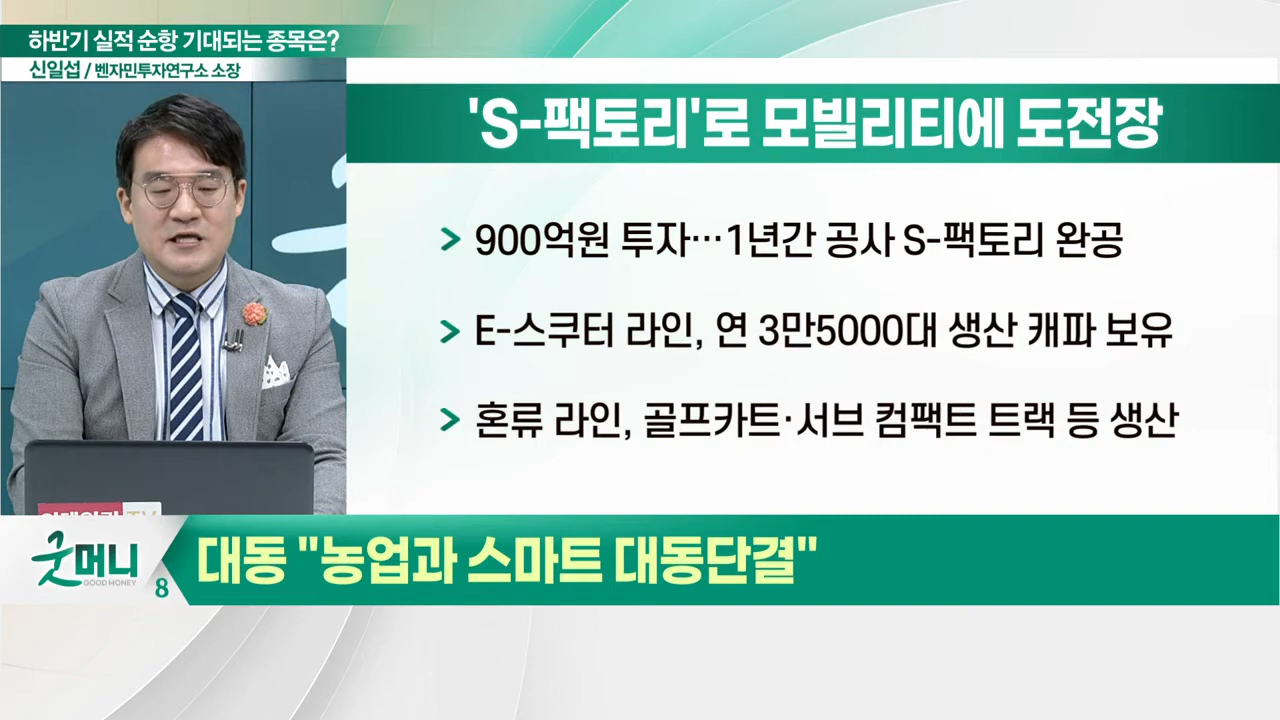 하반기 실적 순항 기대되는 종목은?
신일섭 / 벤자민투자연구소 소장
'S-팩토리'로 모빌리티에 도전장
> 900억원 투자…1년간 공사 S-팩토리 완공
> E-스쿠터 라인, 연 3만5000대 생산 캐파 보유
> 혼류 라인, 골프카트·서브 컴팩트 트랙 등 생산
굿머니
GOOD MONEY
8
대동 "농업과 스마트 대동단결"